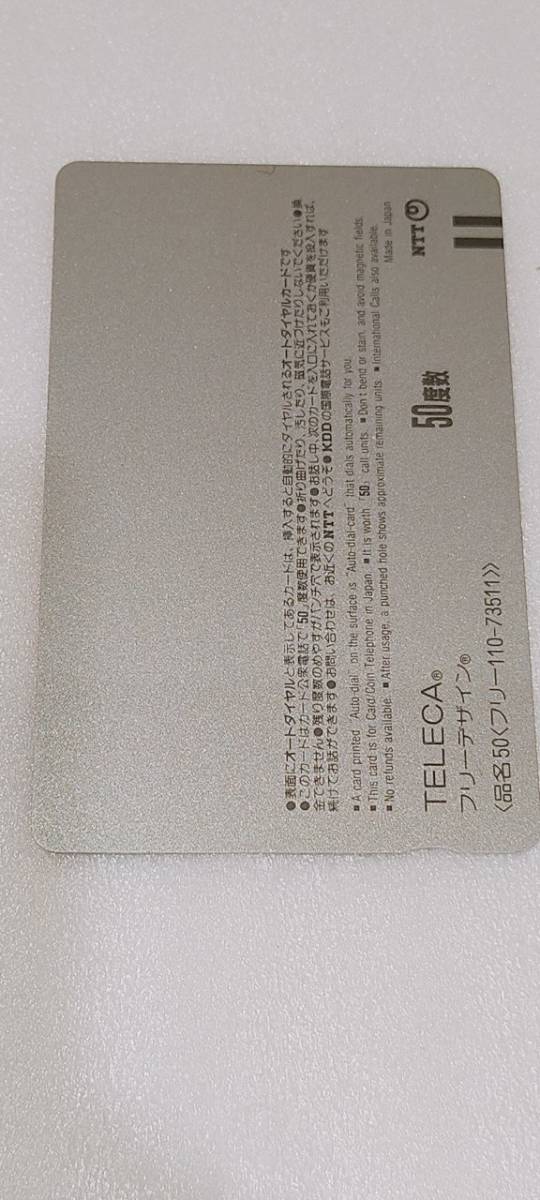 ●表面にオートダイヤルと表示してあるカードは、挿入すると自動的にダイヤルされるオートダイヤルカードです
●このカードはカード公衆電話で「50」度数使用できます●折り曲げたり、汚したり、磁気に近づけたりしないでください●換
金できません●残り度数のめやすがパンチ穴で表示されます●お話し中、次のカードを入口に入れておくか硬貨を投入すれば、
続けてお話ができます●お問い合わせは、お近くのNTTへどうぞ●KDDの国際電話サービスもご利用いただけます
■A card printed "Auto-dial" on the surface is "Auto-dial-card" that dials automatically for you.
■This card is for Card/Coin Telephone in Japan. ■It is worth「50」call units. ■Don't bend or stain, and avoid magnetic fields.
■No refunds available. ■After usage, a punched hole shows approximate remaining units. ■International Calls also available.
Made in Japan
TELECA® 50度数 NTT
フリーデザイン®
〈品名50〈フリー110-73511〉〉